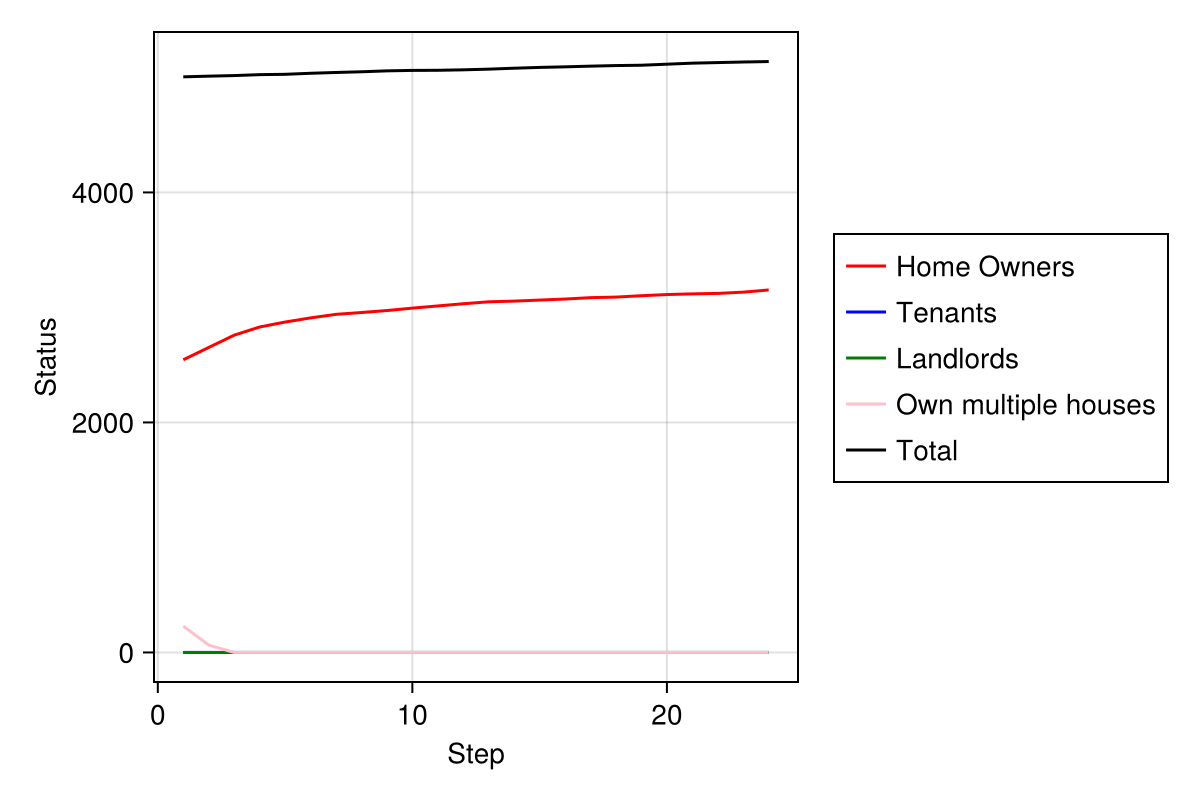 4000
2000
0
0 10 20
Step
Status
Home Owners
Tenants
Landlords
Own multiple houses
Total